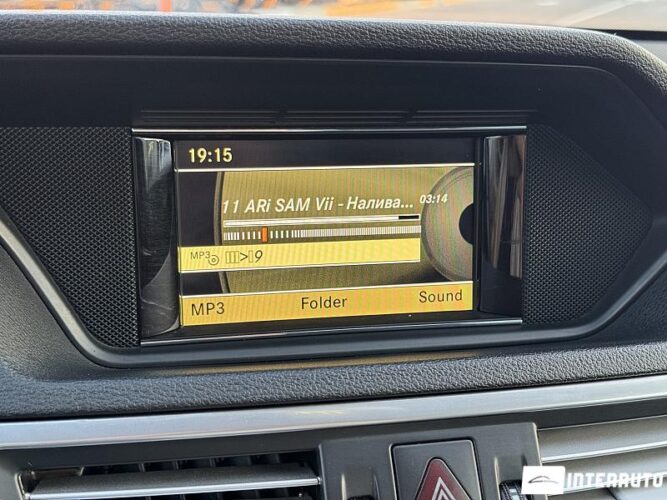 19:15
11 ARi SAM Vii - Налива... 03:14
MP3 >9
MP3 Folder Sound
INTERAUTO